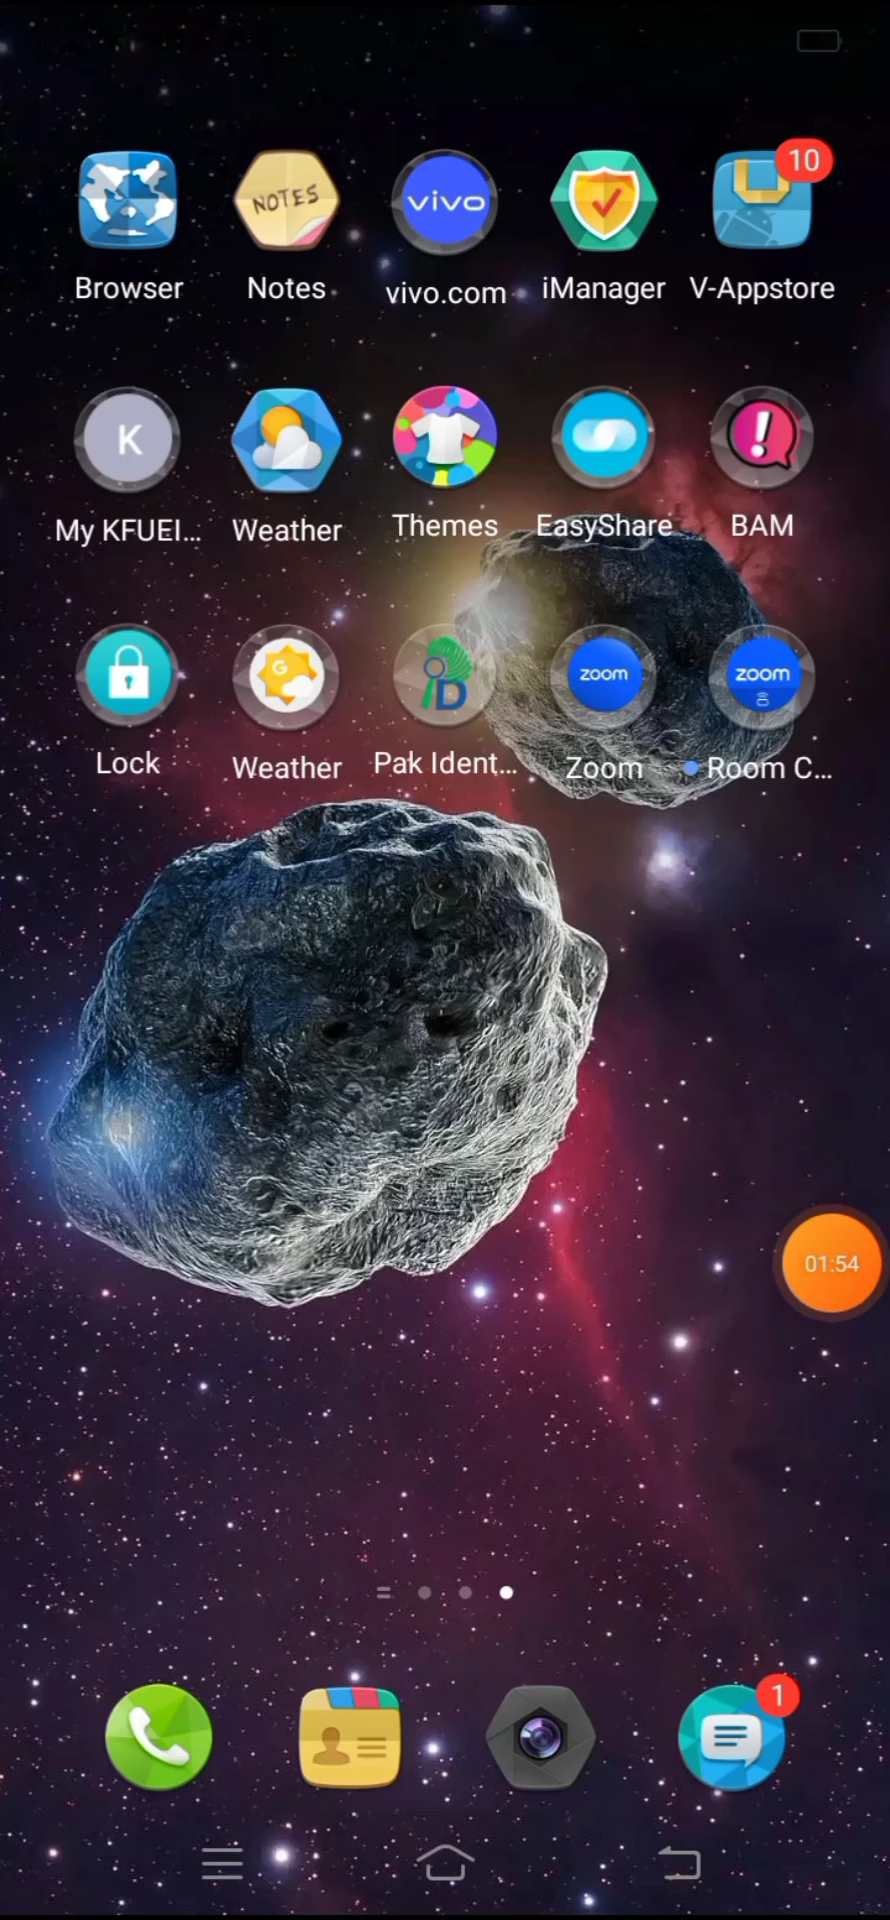 10
NOTES
vivo
Browser
Notes
vivo.com
iManager
V-Appstore
K
My KFUEI...
Weather
Themes
EasyShare
BAM
G
iD
zoom
zoom
Lock
Weather
Pak Ident...
Zoom
Room C...
01:54
1